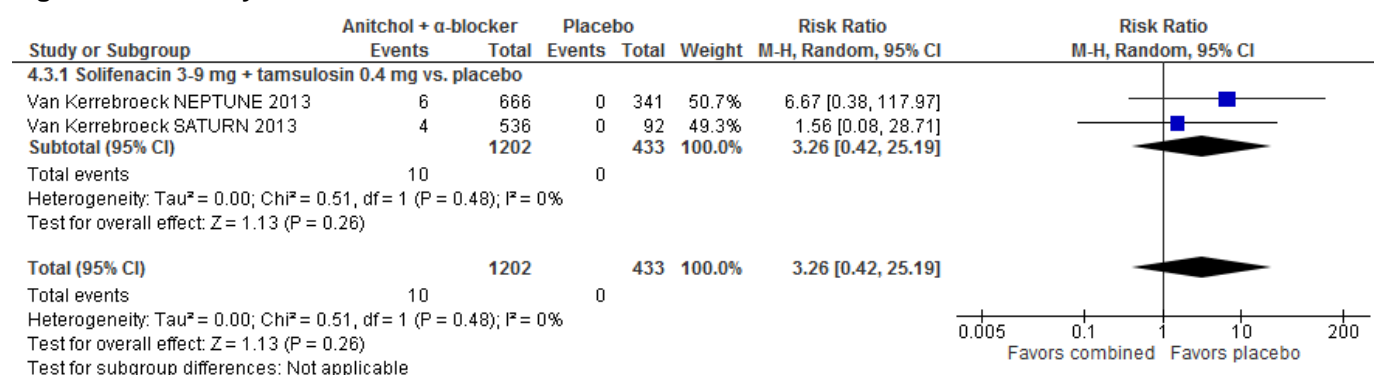 Anitchol + α-blocker Placebo Risk Ratio Risk Ratio
Study or Subgroup Events Total Events Total Weight M-H, Random, 95% CI M-H, Random, 95% CI
4.3.1 Solifenacin 3-9 mg + tamsulosin 0.4 mg vs. placebo
Van Kerrebroeck NEPTUNE 2013 6 666 0 341 50.7% 6.67 [0.38, 117.97]
Van Kerrebroeck SATURN 2013 4 536 0 92 49.3% 1.56 [0.08, 28.71]
Subtotal (95% CI) 1202 433 100.0% 3.26 [0.42, 25.19]
Total events 10 0
Heterogeneity: Tau² = 0.00; Chi² = 0.51, df = 1 (P = 0.48); I² = 0%
Test for overall effect: Z = 1.13 (P = 0.26)
Total (95% CI) 1202 433 100.0% 3.26 [0.42, 25.19]
Total events 10 0
Heterogeneity: Tau² = 0.00; Chi² = 0.51, df = 1 (P = 0.48); I² = 0%
Test for overall effect: Z = 1.13 (P = 0.26)
Test for subgroup differences: Not applicable
0.005 0.1 1 10 200
Favors combined Favors placebo